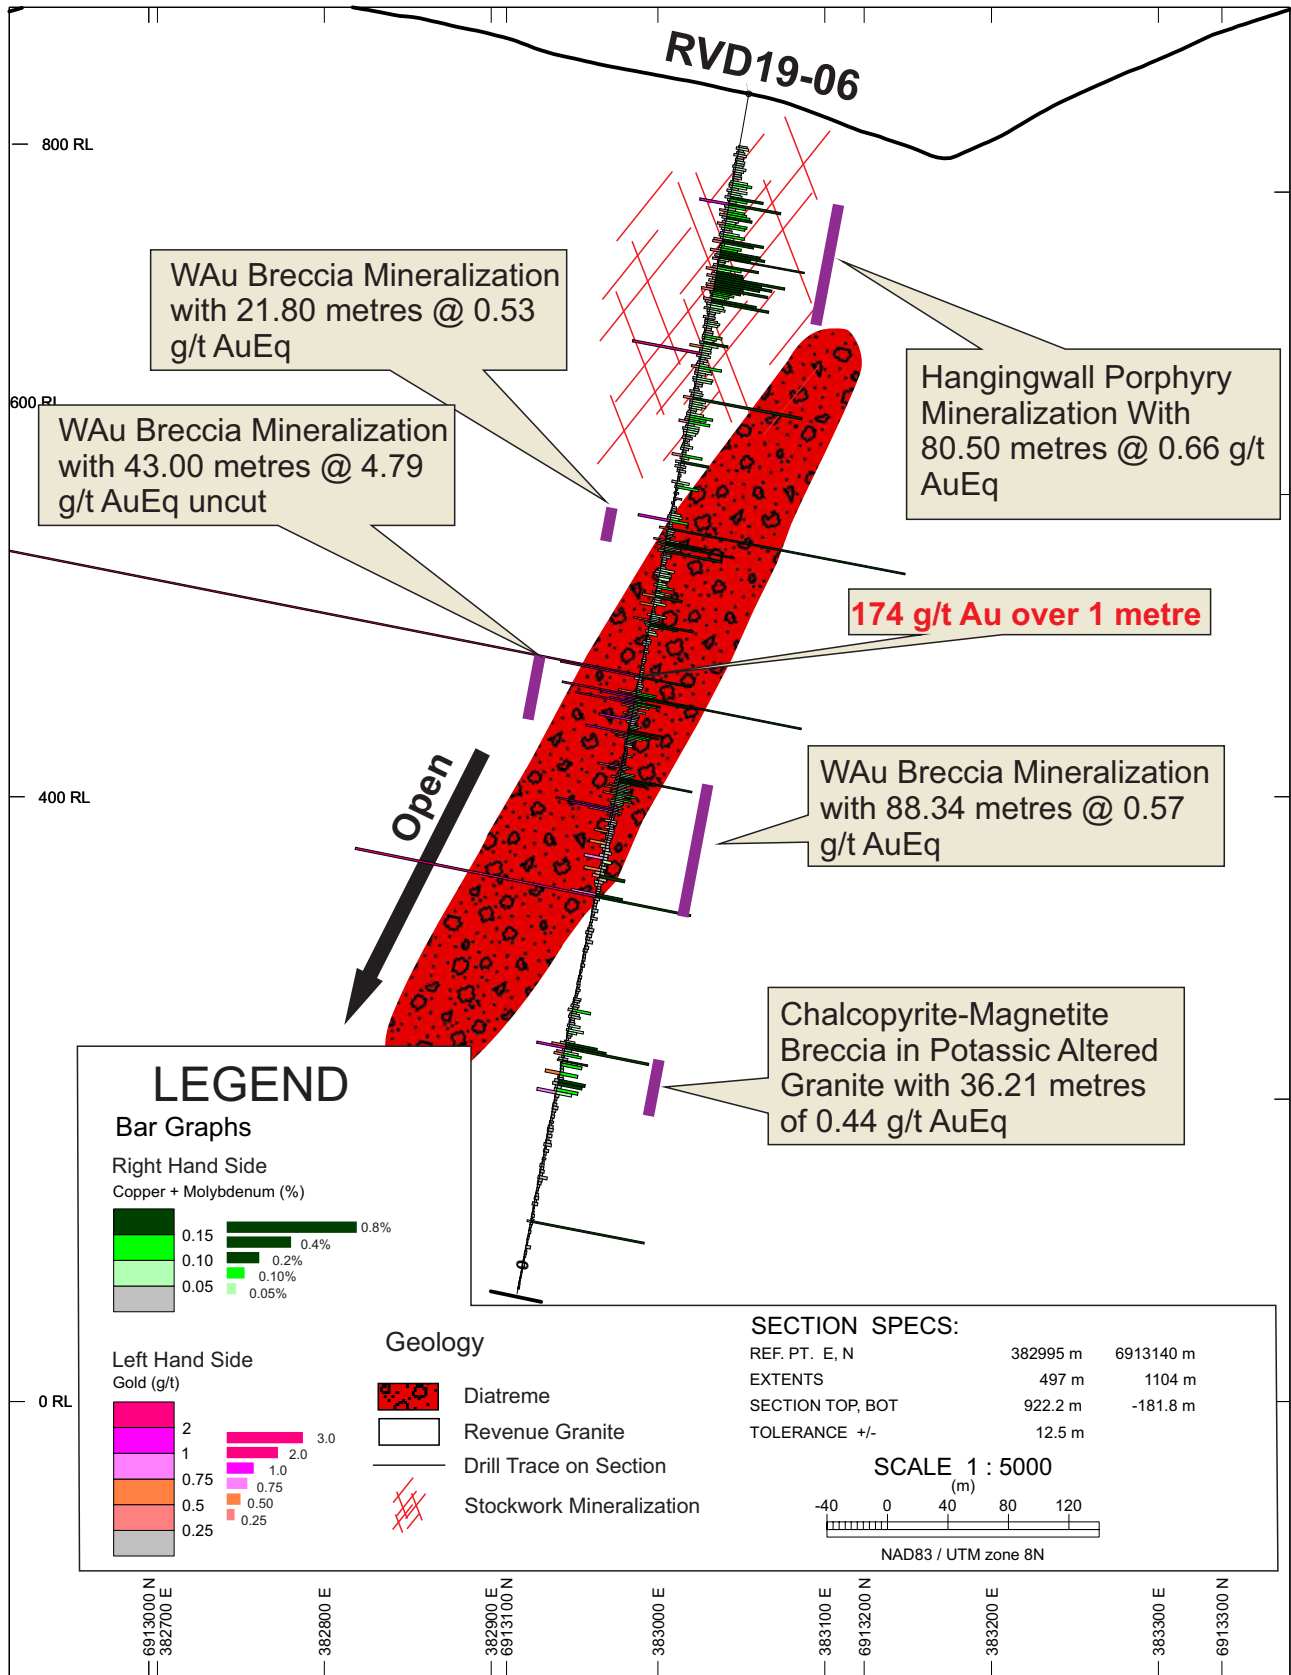 RVD19-06
800 RL
WAu Breccia Mineralization
with 21.80 metres @ 0.53
g/t AuEq
Hangingwall Porphyry
Mineralization With
80.50 metres @ 0.66 g/t
AuEq
600 RL
WAu Breccia Mineralization
with 43.00 metres @ 4.79
g/t AuEq uncut
174 g/t Au over 1 metre
Open
400 RL
WAu Breccia Mineralization
with 88.34 metres @ 0.57
g/t AuEq
Chalcopyrite-Magnetite
Breccia in Potassic Altered
Granite with 36.21 metres
of 0.44 g/t AuEq
0
0 RL
LEGEND
Bar Graphs
Right Hand Side
Copper + Molybdenum (%)
0.15
0.10
0.05
0.8%
0.4%
0.2%
0.10%
0.05%
Left Hand Side
Gold (g/t)
2
1
0.75
0.5
0.25
3.0
2.0
1.0
0.75
0.50
0.25
Geology
Diatreme
Revenue Granite
Drill Trace on Section
Stockwork Mineralization
SECTION SPECS:
REF. PT. E, N 382995 m 6913140 m
EXTENTS 497 m 1104 m
SECTION TOP, BOT 922.2 m -181.8 m
TOLERANCE +/- 12.5 m
SCALE 1 : 5000
(m)
-40 0 40 80 120
NAD83 / UTM zone 8N
6913000 N
382700 E
382800 E
382900 E
6913100 N
383000 E
383100 E
6913200 N
383200 E
383300 E
6913300 N